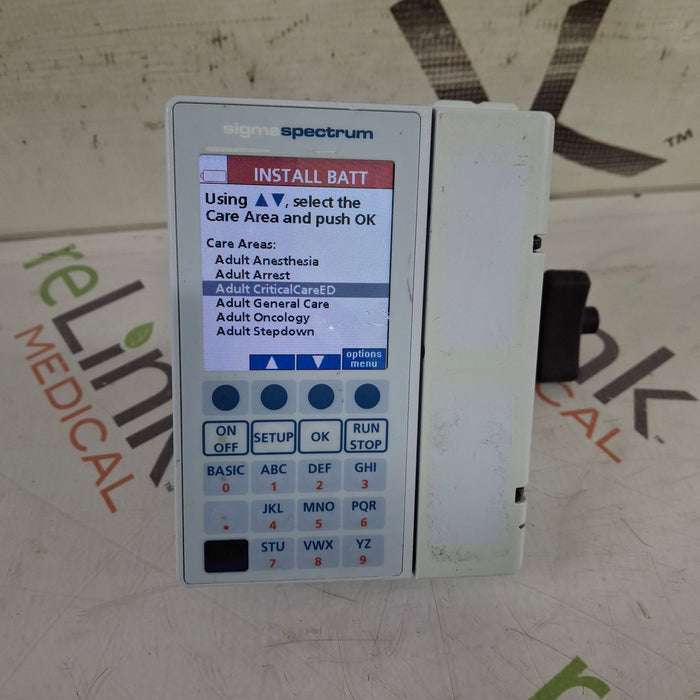 TM
sigmaspectrum
INSTALL BATT
Using ▲▼, select the
Care Area and push OK
Care Areas:
Adult Anesthesia
Adult Arrest
Adult CriticalCareED
Adult General Care
Adult Oncology
Adult Stepdown
▲ ▼ options
menu
ON
OFF
SETUP
OK
RUN
STOP
BASIC
0
ABC
1
DEF
2
GHI
3
.
JKL
4
MNO
5
PQR
6
STU
7
VWX
8
YZ
9
reLink
MEDICAL